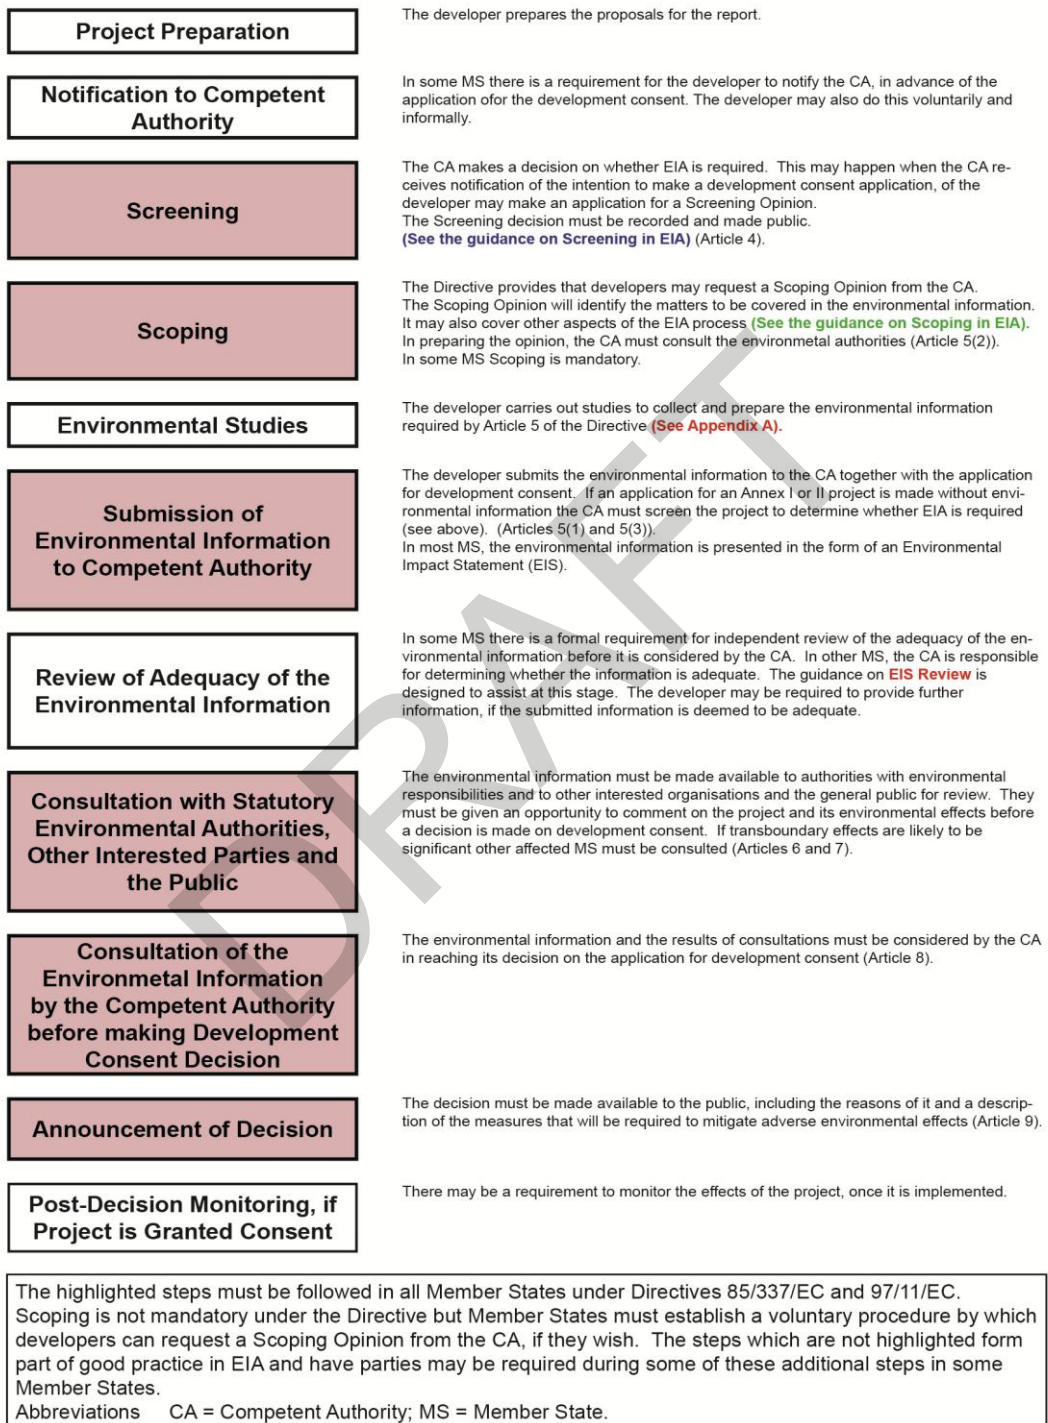 Project Preparation
The developer prepares the proposals for the report.
Notification to Competent
Authority
In some MS there is a requirement for the developer to notify the CA, in advance of the
application ofor the development consent. The developer may also do this voluntarily and
informally.
Screening
The CA makes a decision on whether EIA is required.  This may happen when the CA re-
ceives notification of the intention to make a development consent application, of the
developer may make an application for a Screening Opinion.
The Screening decision must be recorded and made public.
(See the guidance on Screening in EIA) (Article 4).
Scoping
The Directive provides that developers may request a Scoping Opinion from the CA.
The Scoping Opinion will identify the matters to be covered in the environmental information.
It may also cover other aspects of the EIA process (See the guidance on Scoping in EIA).
In preparing the opinion, the CA must consult the environmetal authorities (Article 5(2)).
In some MS Scoping is mandatory.
Environmental Studies
The developer carries out studies to collect and prepare the environmental information
required by Article 5 of the Directive (See Appendix A).
Submission of
Environmental Information
to Competent Authority
The developer submits the environmental information to the CA together with the application
for development consent.  If an application for an Annex I or II project is made without envi-
ronmental information the CA must screen the project to determine whether EIA is required
(see above).  (Articles 5(1) and 5(3)).
In most MS, the environmental information is presented in the form of an Environmental
Impact Statement (EIS).
Review of Adequacy of the
Environmental Information
In some MS there is a formal requirement for independent review of the adequacy of the en-
vironmental information before it is considered by the CA.  In other MS, the CA is responsible
for determining whether the information is adequate.  The guidance on EIS Review is
designed to assist at this stage.  The developer may be required to provide further
information, if the submitted information is deemed to be adequate.
Consultation with Statutory
Environmental Authorities,
Other Interested Parties and
the Public
The environmental information must be made available to authorities with environmental
responsibilities and to other interested organisations and the general public for review.  They
must be given an opportunity to comment on the project and its environmental effects before
a decision is made on development consent.  If transboundary effects are likely to be
significant other affected MS must be consulted (Articles 6 and 7).
Consultation of the
Environmetal Information
by the Competent Authority
before making Development
Consent Decision
The environmental information and the results of consultations must be considered by the CA
in reaching its decision on the application for development consent (Article 8).
Announcement of Decision
The decision must be made available to the public, including the reasons of it and a descrip-
tion of the measures that will be required to mitigate adverse environmental effects (Article 9).
Post-Decision Monitoring, if
Project is Granted Consent
There may be a requirement to monitor the effects of the project, once it is implemented.
The highlighted steps must be followed in all Member States under Directives 85/337/EC and 97/11/EC.
Scoping is not mandatory under the Directive but Member States must establish a voluntary procedure by which
developers can request a Scoping Opinion from the CA, if they wish.  The steps which are not highlighted form
part of good practice in EIA and have parties may be required during some of these additional steps in some
Member States.
Abbreviations    CA = Competent Authority; MS = Member State.
DRAFT